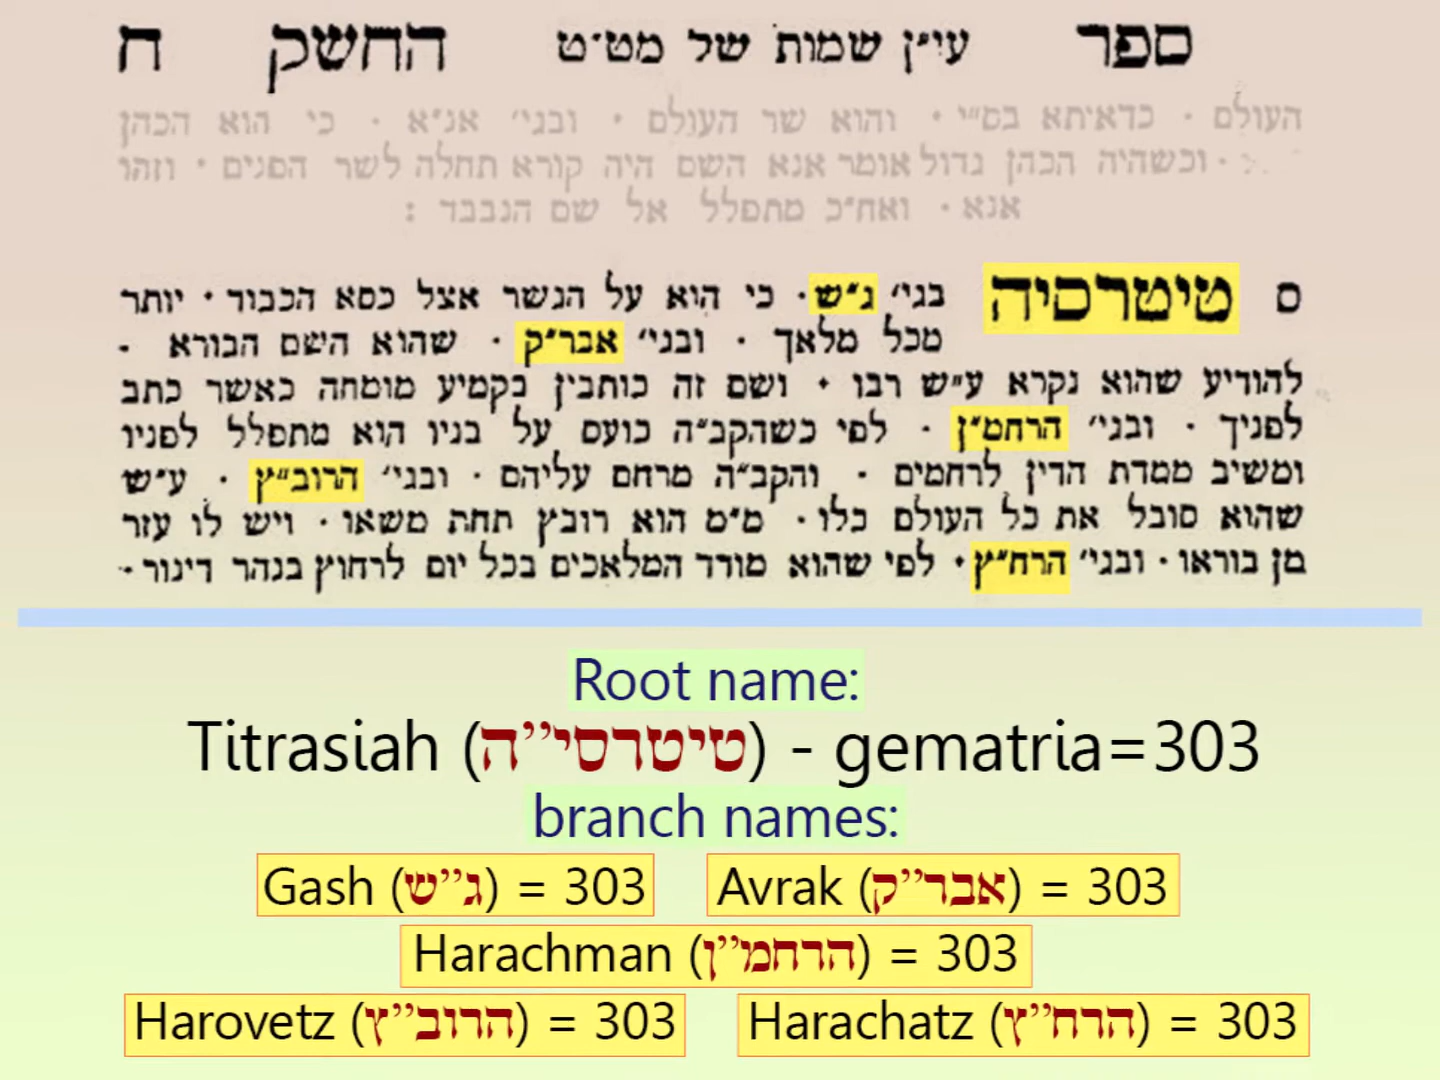 ספר עי״ן שמות של מט״ט החשק ח
העולם · כדאיתא בס״י · והוא שר העולם · ובגי׳ אנ״א · כי הוא הכהן
· וכשהיה הכהן גדול אומר אנא השם היה קורא תחלה לשר הפנים · וזהו
אנא · ואח״כ מתפלל אל שם הנכבד :
ס טיטרסיה בגי׳ ג״ש · כי הוא על הנשר אצל כסא הכבוד · יותר
מכל מלאך · ובגי׳ אבר״ק · שהוא השם הבורא -
להודיע שהוא נקרא ע״ש רבו · ושם זה כותבין בקמיע מומחה כאשר כתב
לפניך · ובגי׳ הרחמ״ן · לפי כשהקב״ה כועס על בניו הוא מתפלל לפניו
ומשיב ממדת הדין לרחמים · והקב״ה מרחם עליהם · ובגי׳ הרוב״ץ · ע״ש
שהוא סובל את כל העולם כלו · מ״מ הוא רובץ תחת משאו · ויש לו עזר
מן בוראו · ובגי׳ הרח״ץ · לפי שהוא מודד המלאכים בכל יום לרחוץ בנהר דינור -
Root name:
Titrasiah (טיטרסי״ה) - gematria=303
branch names:
Gash (ג״ש) = 303 Avrak (אבר״ק) = 303
Harachman (הרחמ״ן) = 303
Harovetz (הרוב״ץ) = 303 Harachatz (הרח״ץ) = 303